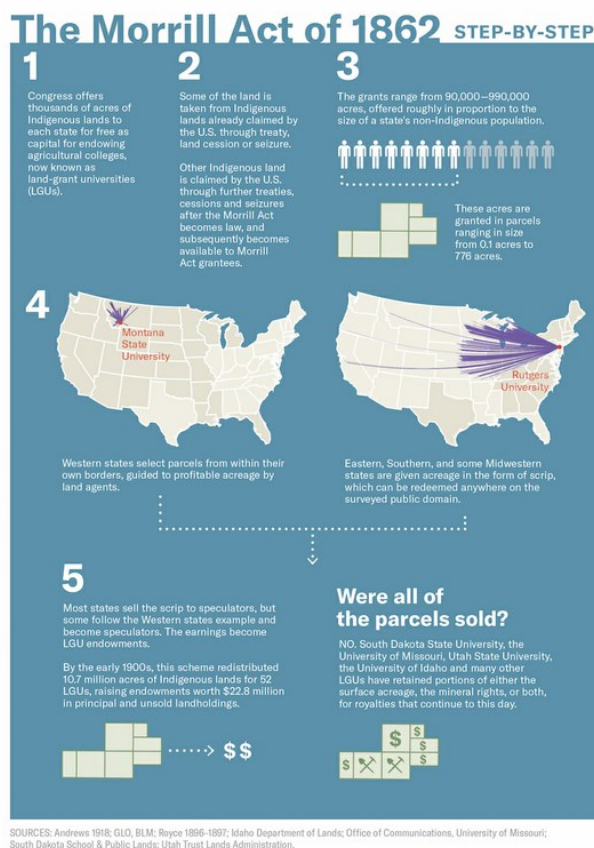 The Morrill Act of 1862 STEP-BY-STEP
1
Congress offers
thousands of acres of
Indigenous lands to
each state for free as
capital for endowing
agricultural colleges,
now known as
land-grant universities
(LGUs).
2
Some of the land is
taken from Indigenous
lands already claimed
by the U.S. through treaty,
land cession or seizure.
Other Indigenous land
is claimed by the U.S.
through further treaties,
cessions and seizures
after the Morrill Act
becomes law, and
subsequently becomes
available to Morrill
Act grantees.
3
The grants range from 90,000—990,000
acres, offered roughly in proportion to the
size of a state's non-Indigenous population.
These acres are
granted in parcels
ranging in size
from 0.1 acres to
776 acres.
4
Montana
State
University
Western states select parcels from within their
own borders, guided to profitable acreage by
land agents.
Rutgers
University
Eastern, Southern, and some Midwestern
states are given acreage in the form of scrip,
which can be redeemed anywhere on the
surveyed public domain.
5
Most states sell the scrip to speculators, but
some follow the Western states example and
become speculators. The earnings become
LGU endowments.
By the early 1900s, this scheme redistributed
10.7 million acres of Indigenous lands for 52
LGUs, raising endowments worth $22.8 million
in principal and unsold landholdings.
$$
Were all of
the parcels sold?
NO. South Dakota State University, the
University of Missouri, Utah State University,
the University of Idaho and many other
LGUs have retained portions of either the
surface acreage, the mineral rights, or both,
for royalties that continue to this day.
$ $
$
$ $
SOURCES: Andrews 1918; GLO, BLM; Royce 1896-1897; Idaho Department of Lands; Office of Communications, University of Missouri;
South Dakota School & Public Lands; Utah Trust Lands Administration.